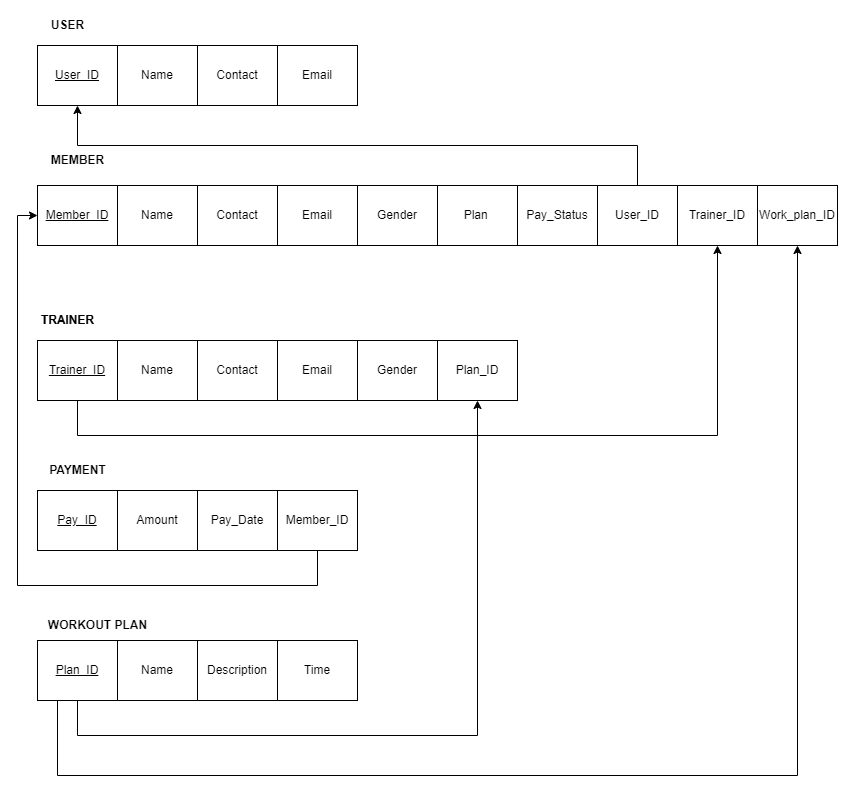 USER
User_ID Name Contact Email
MEMBER
Member_ID Name Contact Email Gender Plan Pay_Status User_ID Trainer_ID Work_plan_ID
TRAINER
Trainer_ID Name Contact Email Gender Plan_ID
PAYMENT
Pay_ID Amount Pay_Date Member_ID
WORKOUT PLAN
Plan_ID Name Description Time